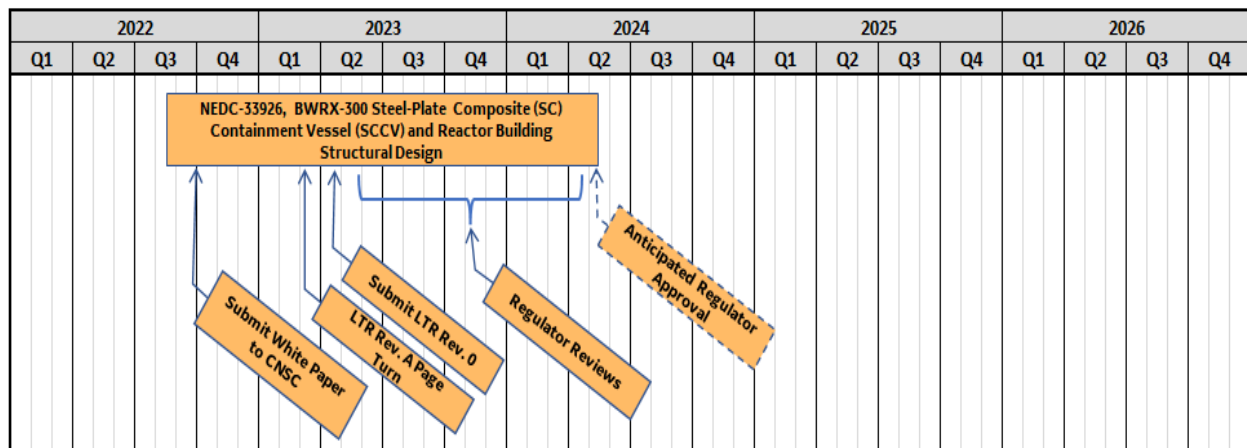 2022 2023 2024 2025 2026
Q1 Q2 Q3 Q4 Q1 Q2 Q3 Q4 Q1 Q2 Q3 Q4 Q1 Q2 Q3 Q4 Q1 Q2 Q3 Q4
NEDC-33926, BWRX-300 Steel-Plate Composite (SC)
Containment Vessel (SCCV) and Reactor Building
Structural Design
Submit White Paper
to CNSC
LTR Rev. A Page
Turn
Submit LTR Rev. 0
Regulator Reviews
Anticipated Regulator
Approval